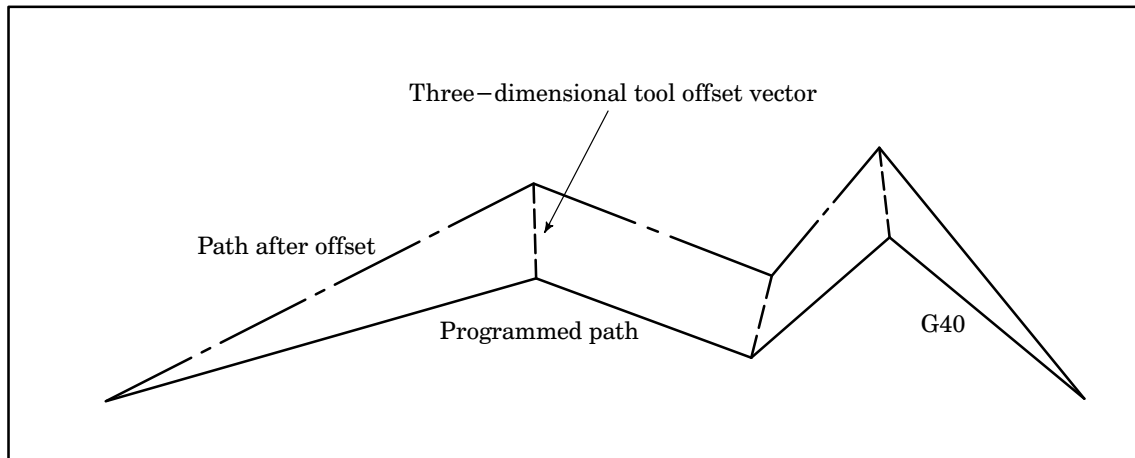 Three−dimensional tool offset vector
Path after offset
Programmed path
G40